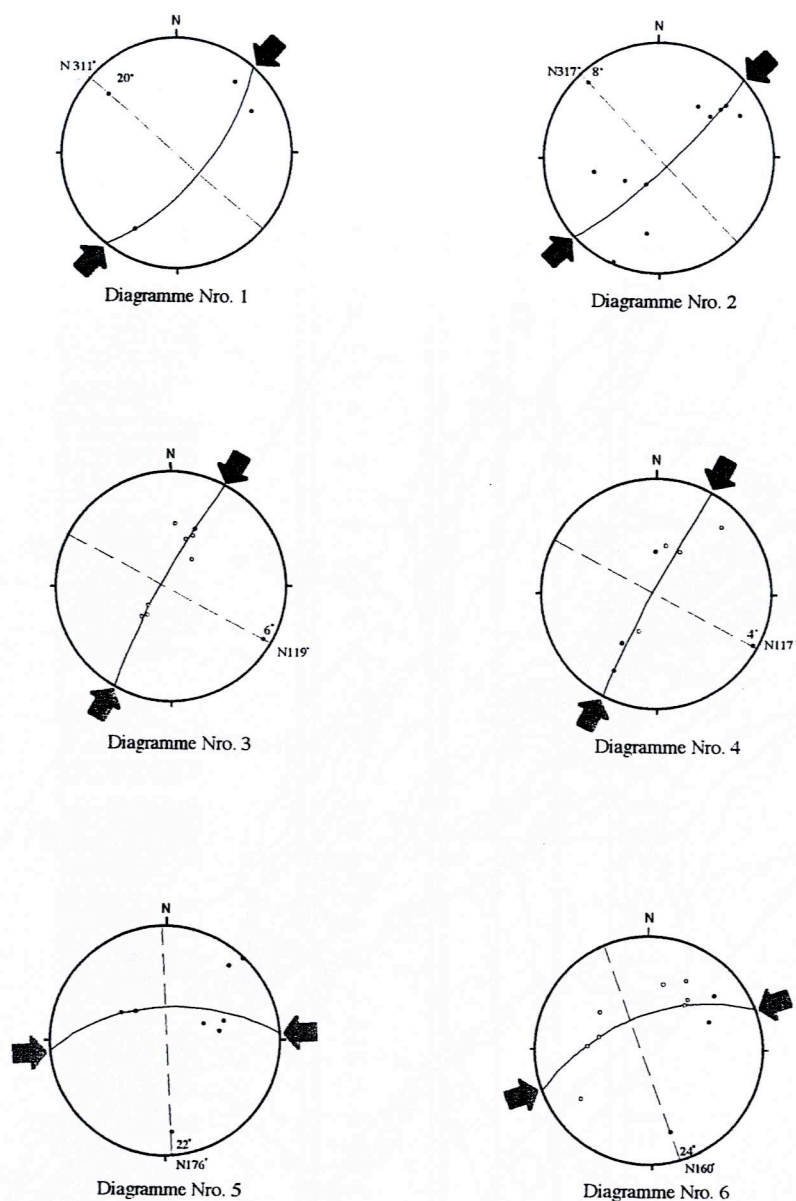 N
N 311°
20°
Diagramme Nro. 1
N
N317°
8°
Diagramme Nro. 2
N
6°
N119°
Diagramme Nro. 3
N
4°
N117
Diagramme Nro. 4
N
22°
N176°
Diagramme Nro. 5
N
24°
N160°
Diagramme Nro. 6